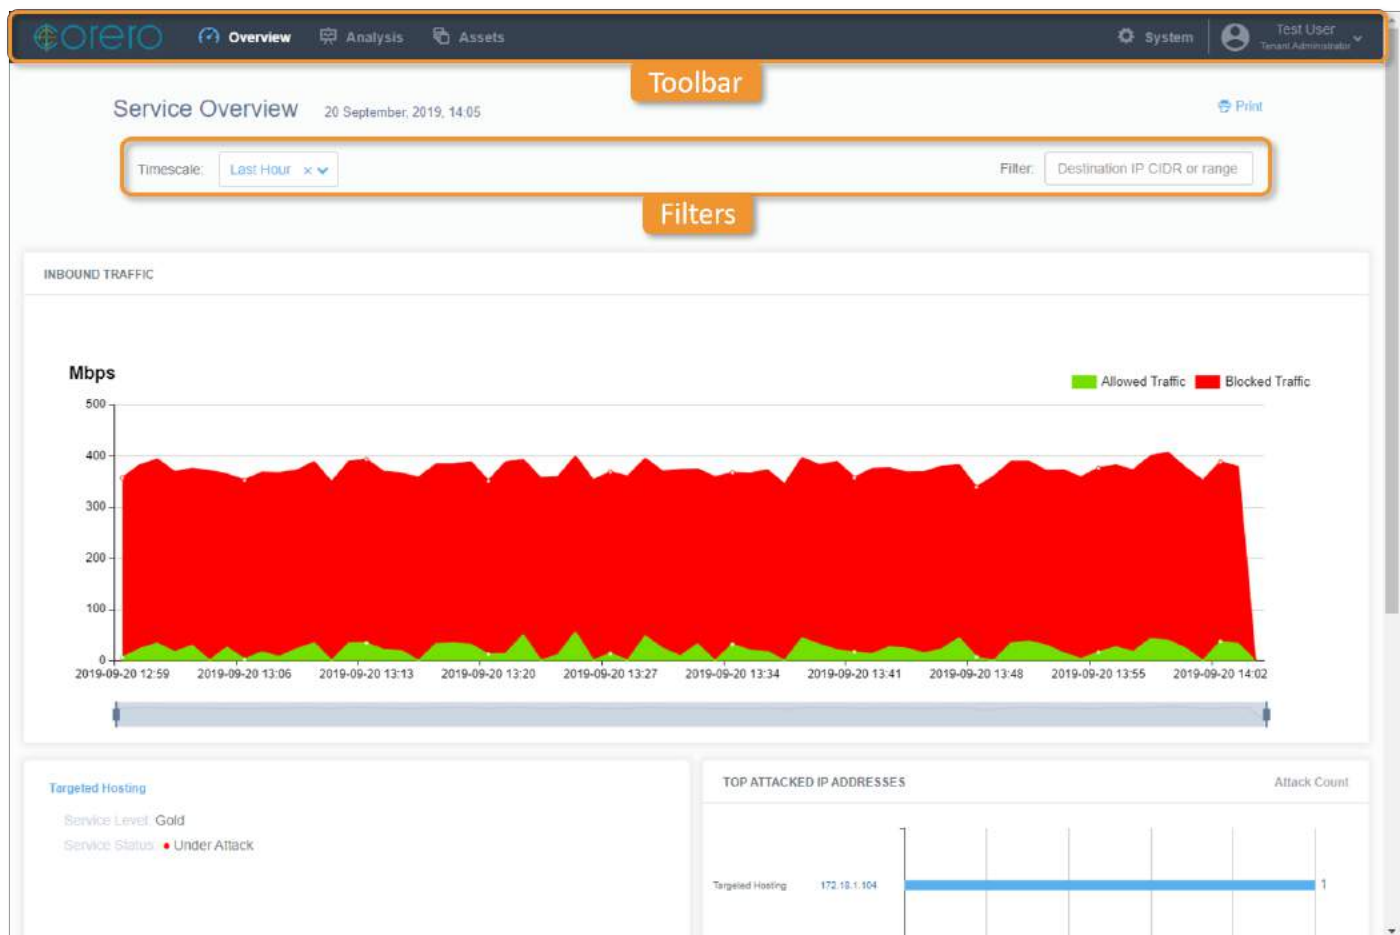 corero Overview Analysis Assets System Test User
Tenant Administrator
Toolbar
Service Overview 20 September, 2019, 14:05 Print
Timescale: Last Hour × Filter: Destination IP CIDR or range
Filters
INBOUND TRAFFIC
Mbps
Allowed Traffic Blocked Traffic
500
400
300
200
100
0
2019-09-20 12:59 2019-09-20 13:06 2019-09-20 13:13 2019-09-20 13:20 2019-09-20 13:27 2019-09-20 13:34 2019-09-20 13:41 2019-09-20 13:48 2019-09-20 13:55 2019-09-20 14:02
Targeted Hosting
Service Level: Gold
Service Status: Under Attack
TOP ATTACKED IP ADDRESSES Attack Count
Targeted Hosting 172.18.1.104 1